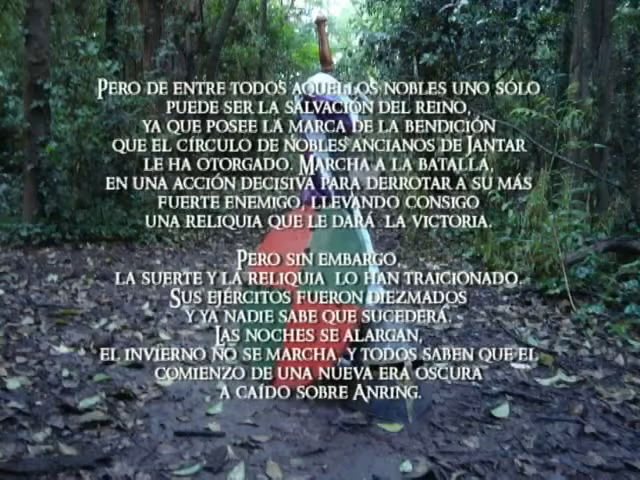 Pero de entre todos aquellos nobles uno sólo
puede ser la salvación del reino,
ya que posee la marca de la bendición
que el círculo de nobles ancianos de Jantar
le ha otorgado. Marcha a la batalla,
en una acción decisiva para derrotar a su más
fuerte enemigo, llevando consigo
una reliquia que le dará la victoria.
Pero sin embargo,
la suerte y la reliquia lo han traicionado.
Sus ejércitos fueron diezmados
y ya nadie sabe que sucederá.
Las noches se alargan,
el invierno no se marcha, y todos saben que el
comienzo de una nueva era oscura
a caído sobre Anring.